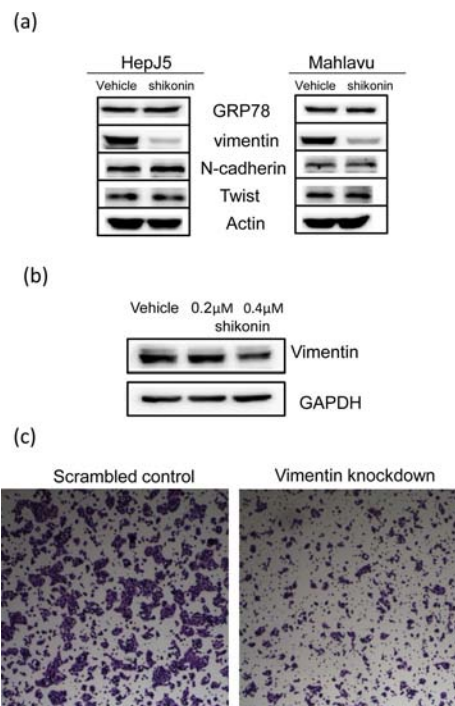 (a)
HepJ5 Mahlavu
Vehicle shikonin Vehicle shikonin
GRP78
vimentin
N-cadherin
Twist
Actin
(b)
Vehicle 0.2μM 0.4μM
shikonin
Vimentin
GAPDH
(c)
Scrambled control Vimentin knockdown